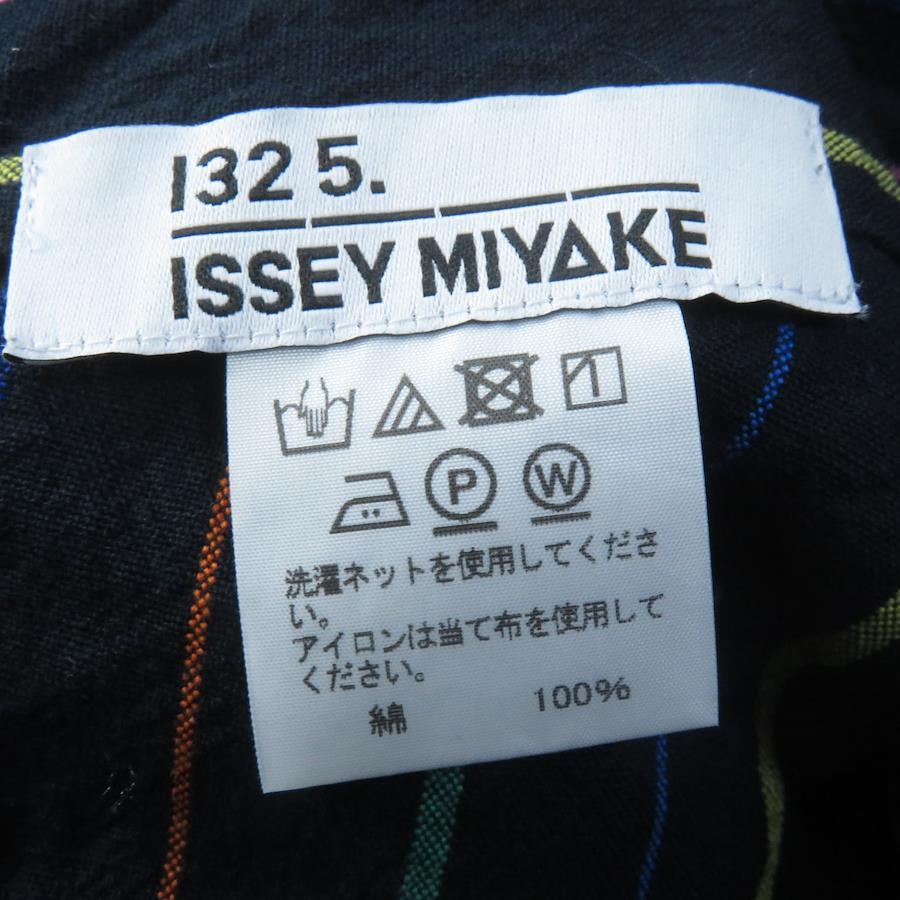 132 5.
ISSEY MIYAKE
P W
洗濯ネットを使用してくださ
い。
アイロンは当て布を使用して
ください。
綿 100%